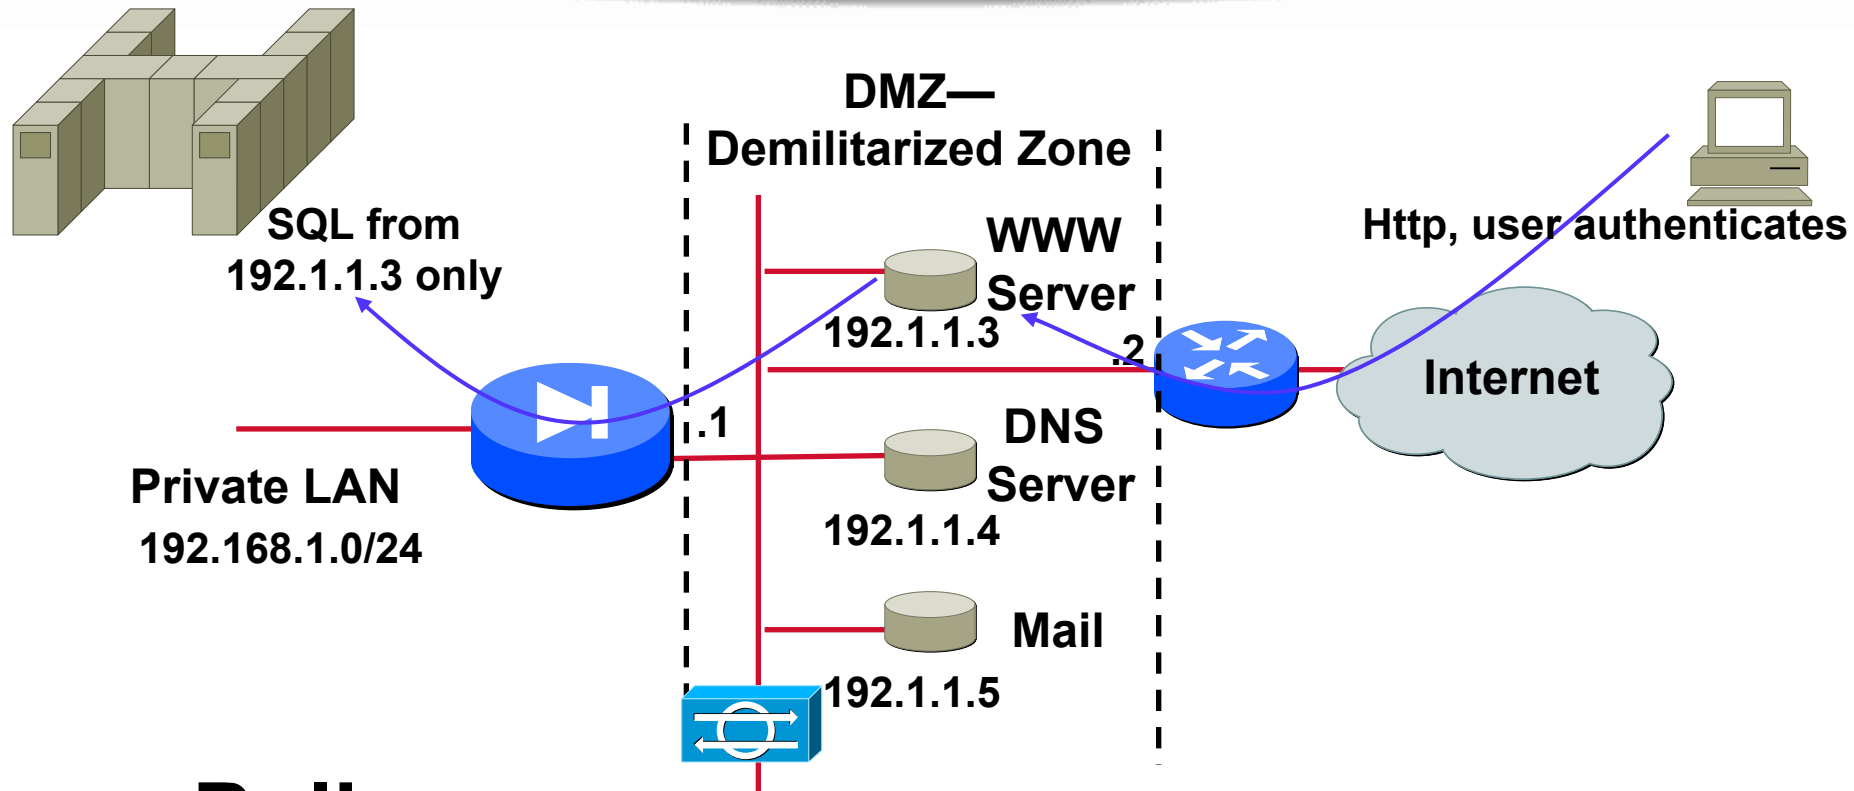 DMZ—
Demilitarized Zone
SQL from
192.1.1.3 only
WWW
Server
192.1.1.3
Http, user authenticates
.2
Internet
.1
DNS
Server
192.1.1.4
Private LAN
192.168.1.0/24
Mail
192.1.1.5